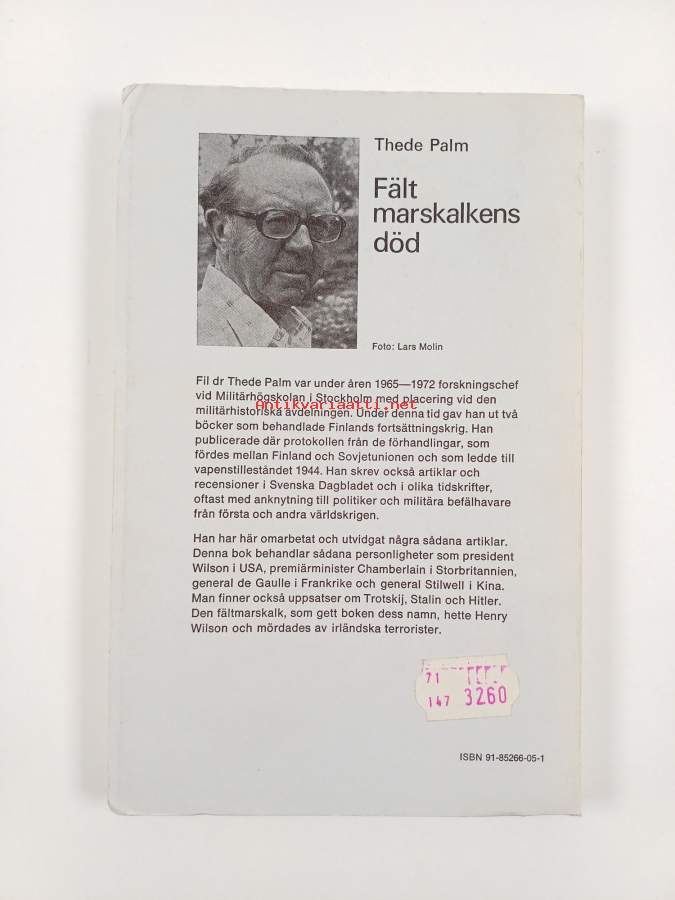 Thede Palm
Fält
marskalkens
död
Foto: Lars Molin
Fil dr Thede Palm var under åren 1965—1972 forskningschef
vid Militärhögskolan i Stockholm med placering vid den
Antikvariaatti.net
militärhistoriska avdelningen. Under denna tid gav han ut två
böcker som behandlade Finlands fortsättningskrig. Han
publicerade där protokollen från de förhandlingar, som
fördes mellan Finland och Sovjetunionen och som ledde till
vapenstilleståndet 1944. Han skrev också artiklar och
recensioner i Svenska Dagbladet och i olika tidskrifter,
oftast med anknytning till politiker och militära befälhavare
från första och andra världskrigen.
Han har här omarbetat och utvidgat några sådana artiklar.
Denna bok behandlar sådana personligheter som president
Wilson i USA, premiärminister Chamberlain i Storbritannien,
general de Gaulle i Frankrike och general Stilwell i Kina.
Man finner också uppsatser om Trotskij, Stalin och Hitler.
Den fältmarskalk, som gett boken dess namn, hette Henry
Wilson och mördades av irländska terrorister.
71
147 3260
ISBN 91-85266-05-1